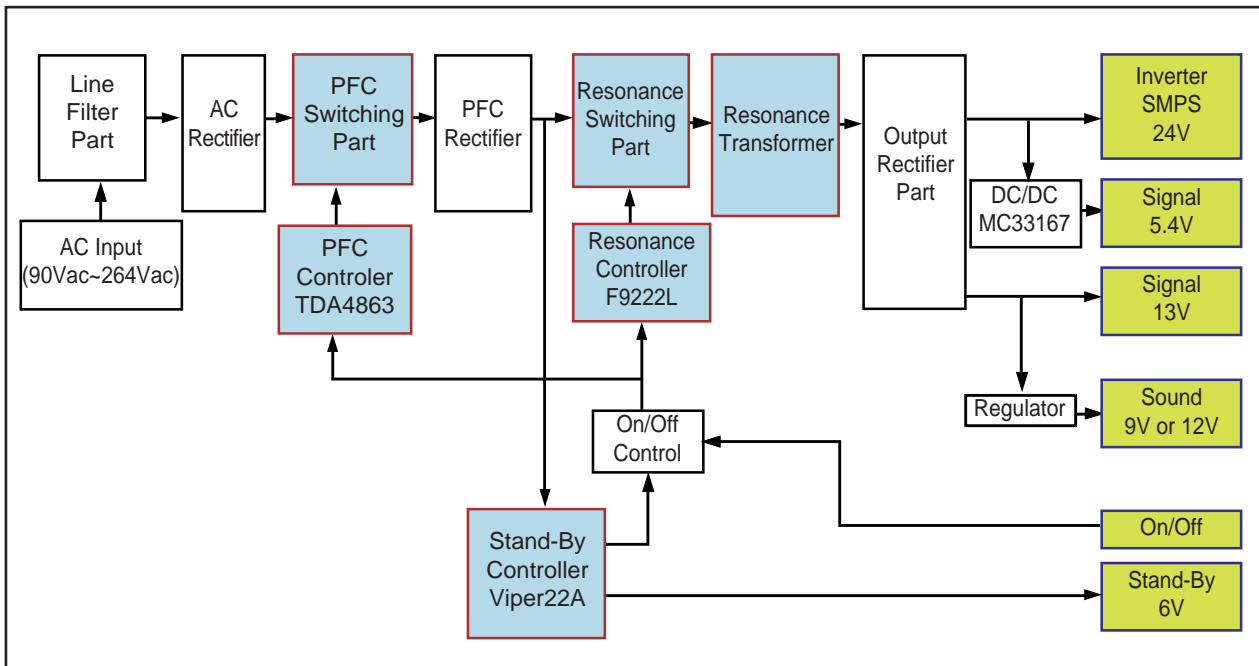 Line
Filter
Part
AC
Rectifier
PFC
Switching
Part
PFC
Rectifier
Resonance
Switching
Part
Resonance
Transformer
Output
Rectifier
Part
Inverter
SMPS
24V
DC/DC
MC33167
Signal
5.4V
AC Input
(90Vac~264Vac)
PFC
Controler
TDA4863
Resonance
Controller
F9222L
Signal
13V
Regulator
Sound
9V or 12V
On/Off
Control
On/Off
Stand-By
Controller
Viper22A
Stand-By
6V